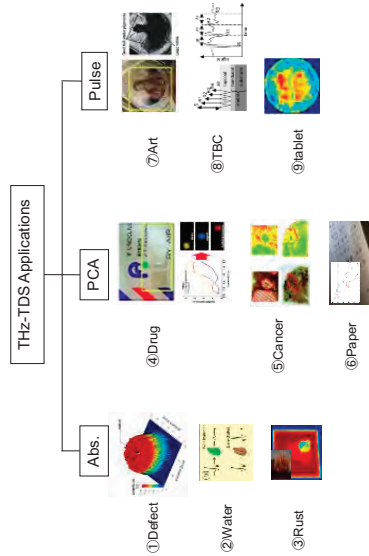 THz-TDS Applications
Abs.
PCA
Pulse
①Defect
②Water
③Rust
④Drug
⑤Cancer
⑥Paper
⑦Art
⑧TBC
⑨tablet